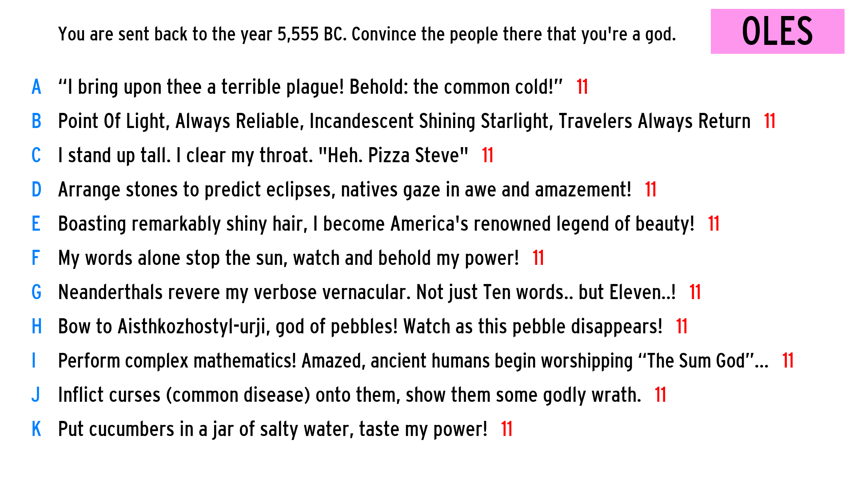 You are sent back to the year 5,555 BC. Convince the people there that you're a god.
OLES
A “I bring upon thee a terrible plague! Behold: the common cold!” 11
B Point Of Light, Always Reliable, Incandescent Shining Starlight, Travelers Always Return 11
C I stand up tall. I clear my throat. "Heh. Pizza Steve" 11
D Arrange stones to predict eclipses, natives gaze in awe and amazement! 11
E Boasting remarkably shiny hair, I become America's renowned legend of beauty! 11
F My words alone stop the sun, watch and behold my power! 11
G Neanderthals revere my verbose vernacular. Not just Ten words.. but Eleven..! 11
H Bow to Aisthkozhostyl-urji, god of pebbles! Watch as this pebble disappears! 11
I Perform complex mathematics! Amazed, ancient humans begin worshipping “The Sum God”... 11
J Inflict curses (common disease) onto them, show them some godly wrath. 11
K Put cucumbers in a jar of salty water, taste my power! 11